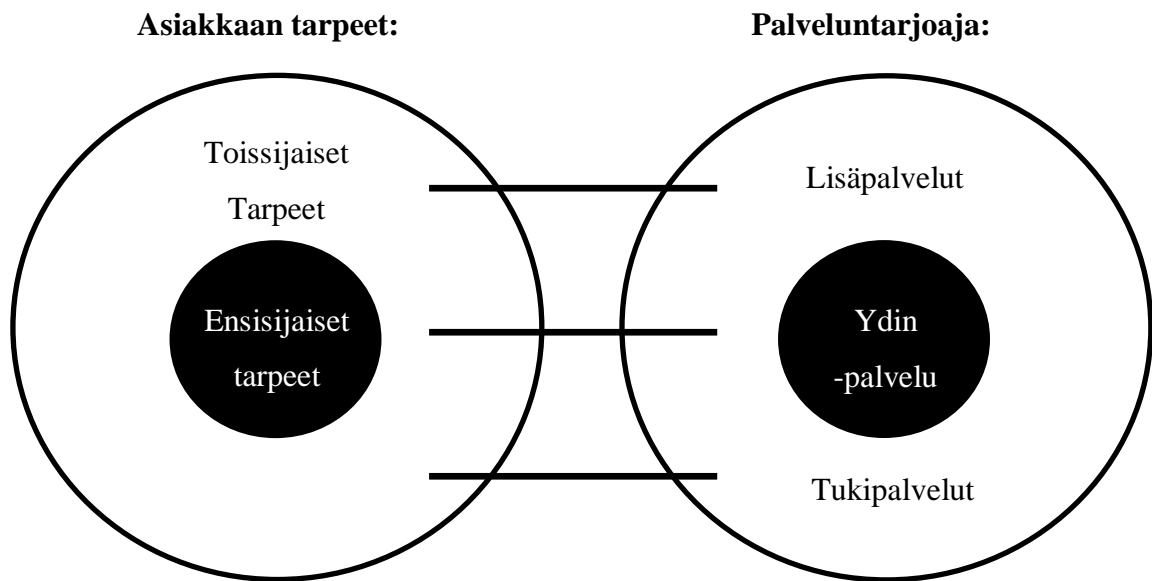 Asiakkaan tarpeet:
Palveluntarjoaja:
Toissijaiset
Tarpeet
Ensisijaiset
tarpeet
Lisäpalvelut
Ydin
-palvelu
Tukipalvelut